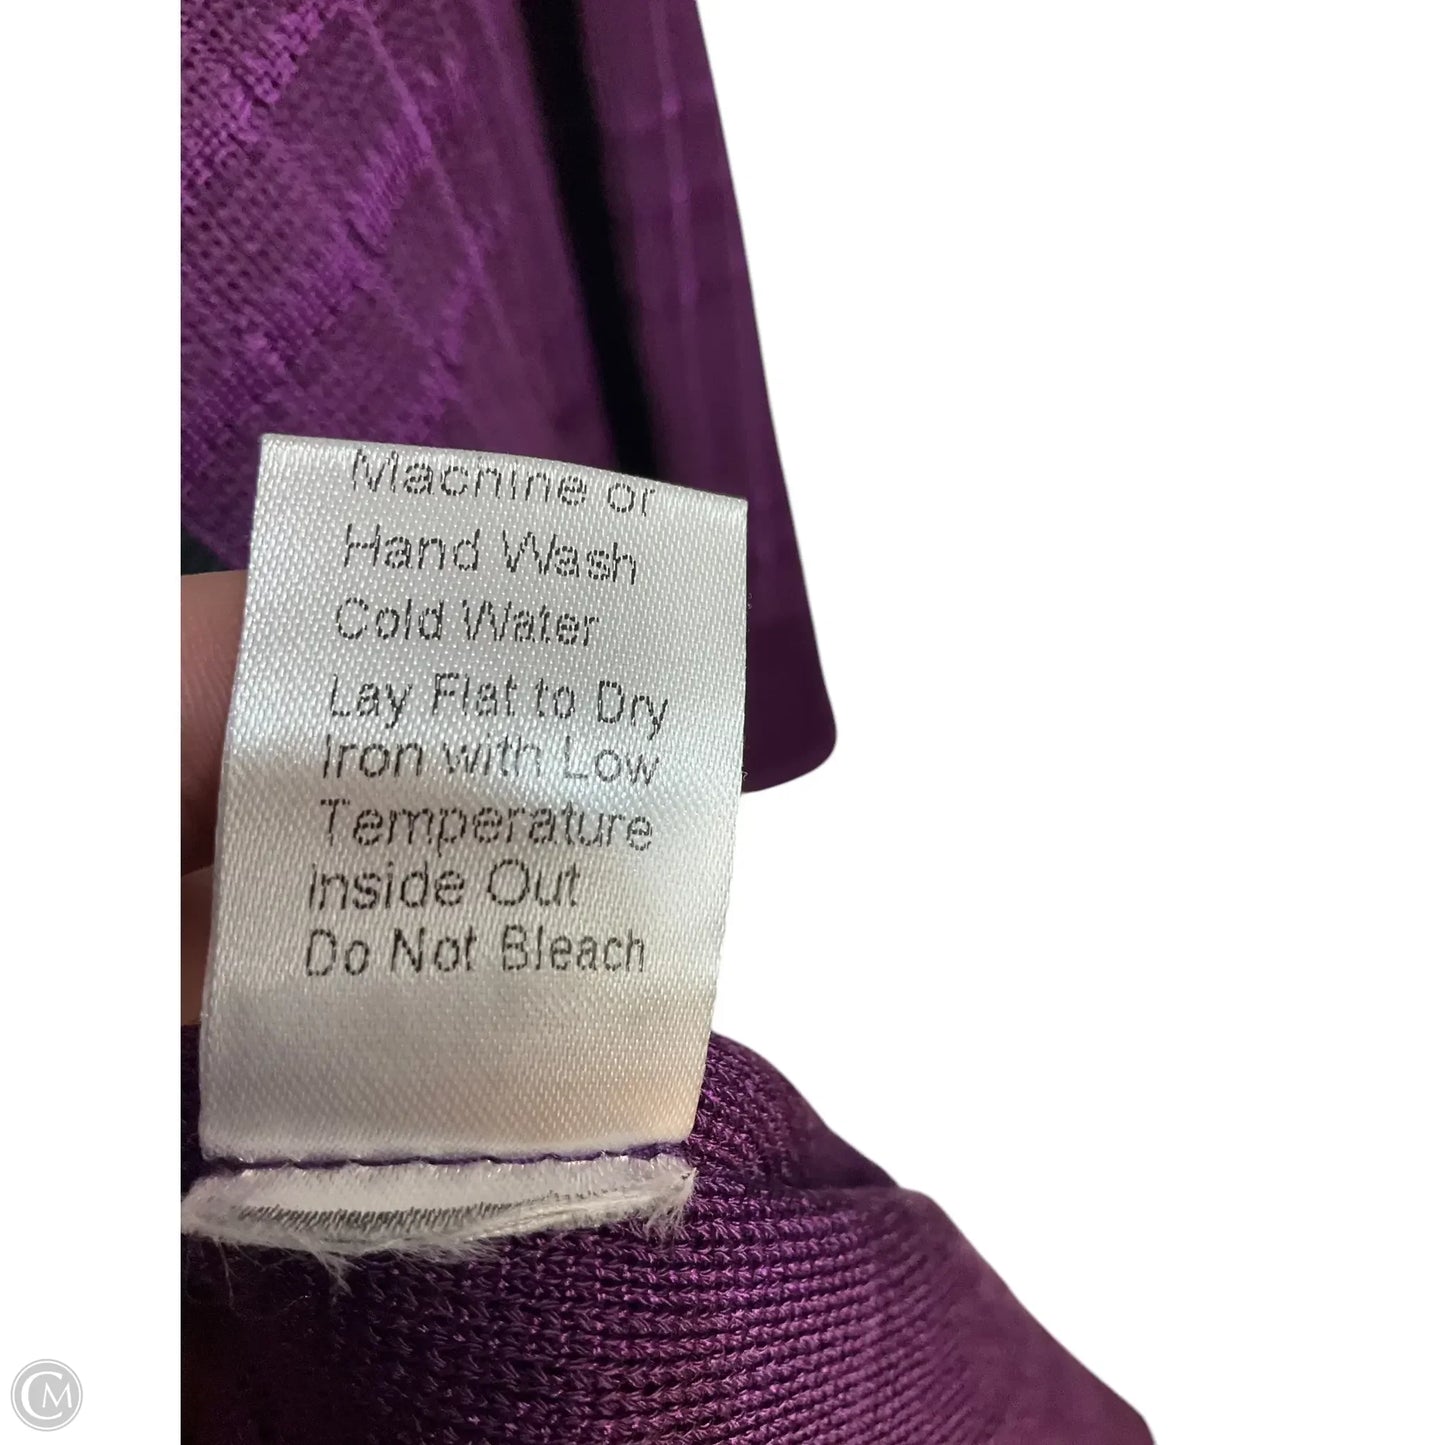 Machine or
Hand Wash
Cold Water
Lay Flat to Dry
Iron with Low
Temperature
Inside Out
Do Not Bleach
CM